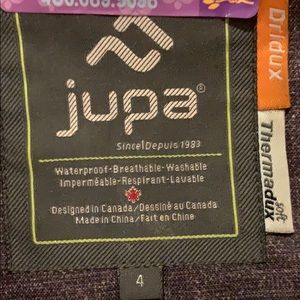 jupa®
Since|Depuis 1983
Waterproof-Breathable-Washable
Imperméable-Respirant-Lavable
Designed in Canada/Dessiné au Canada
Made in China/Fait en Chine
4
Dridux
Soft
Thermadux